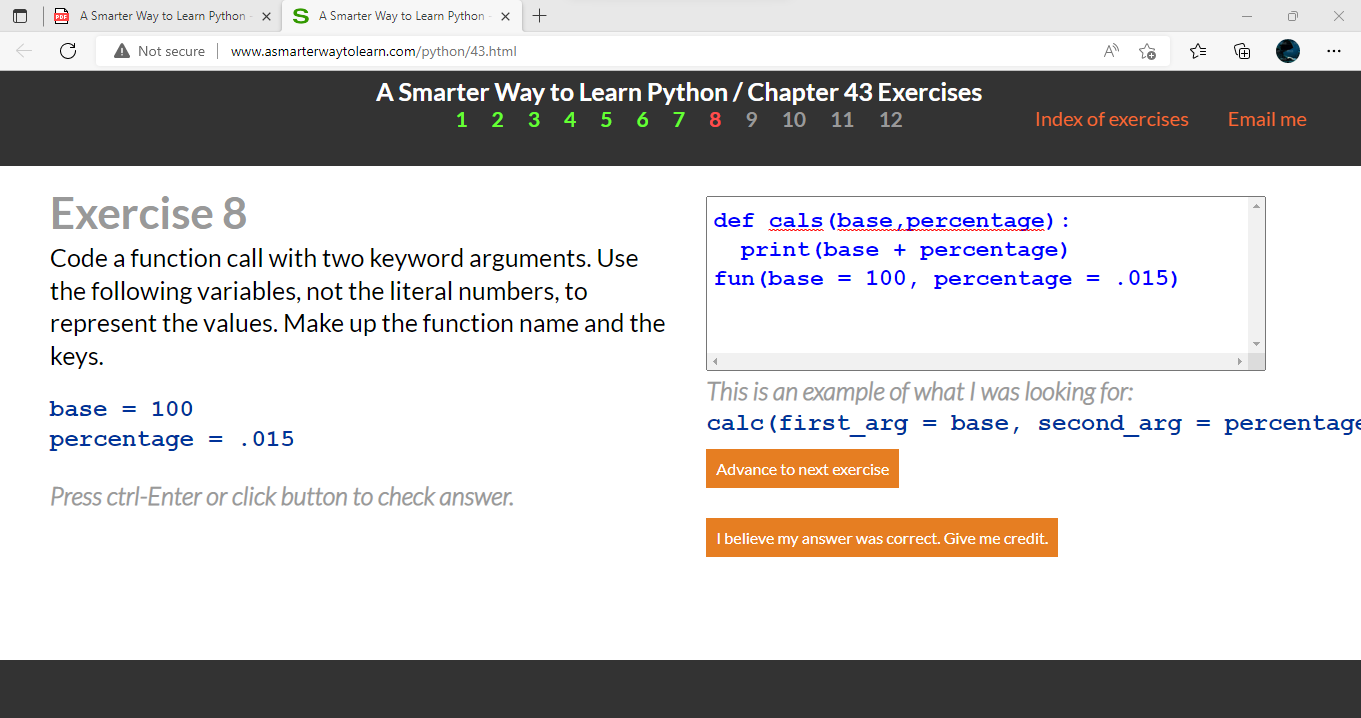 A Smarter Way to Learn Python -
A Smarter Way to Learn Python -
Not secure
www.asmarterwaytolearn.com/python/43.html
A Smarter Way to Learn Python / Chapter 43 Exercises
1 2 3 4 5 6 7 8 9 10 11 12
Index of exercises
Email me
Exercise 8
Code a function call with two keyword arguments. Use
the following variables, not the literal numbers, to
represent the values. Make up the function name and the
keys.
base = 100
percentage = .015
Press ctrl-Enter or click button to check answer.
def cals(base,percentage):
  print(base + percentage)
fun(base = 100, percentage = .015)
This is an example of what I was looking for:
calc(first_arg = base, second_arg = percentage
Advance to next exercise
I believe my answer was correct. Give me credit.